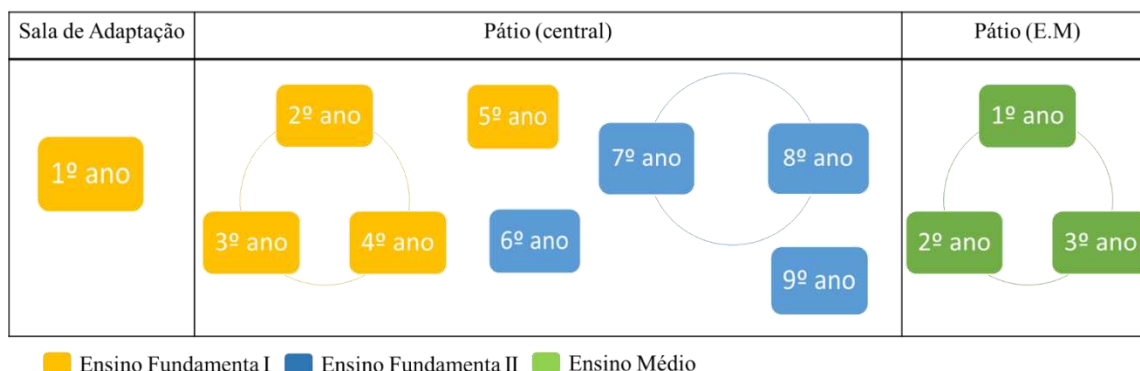 Sala de Adaptação
Pátio (central)
Pátio (E.M)
1º ano
2º ano
3º ano
4º ano
5º ano
6º ano
7º ano
8º ano
9º ano
1º ano
2º ano
3º ano
Ensino Fundamenta I
Ensino Fundamenta II
Ensino Médio